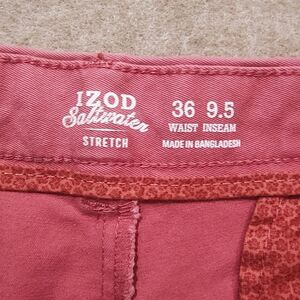 IZOD
Saltwater
STRETCH
36 9.5
WAIST INSEAM
MADE IN BANGLADESH